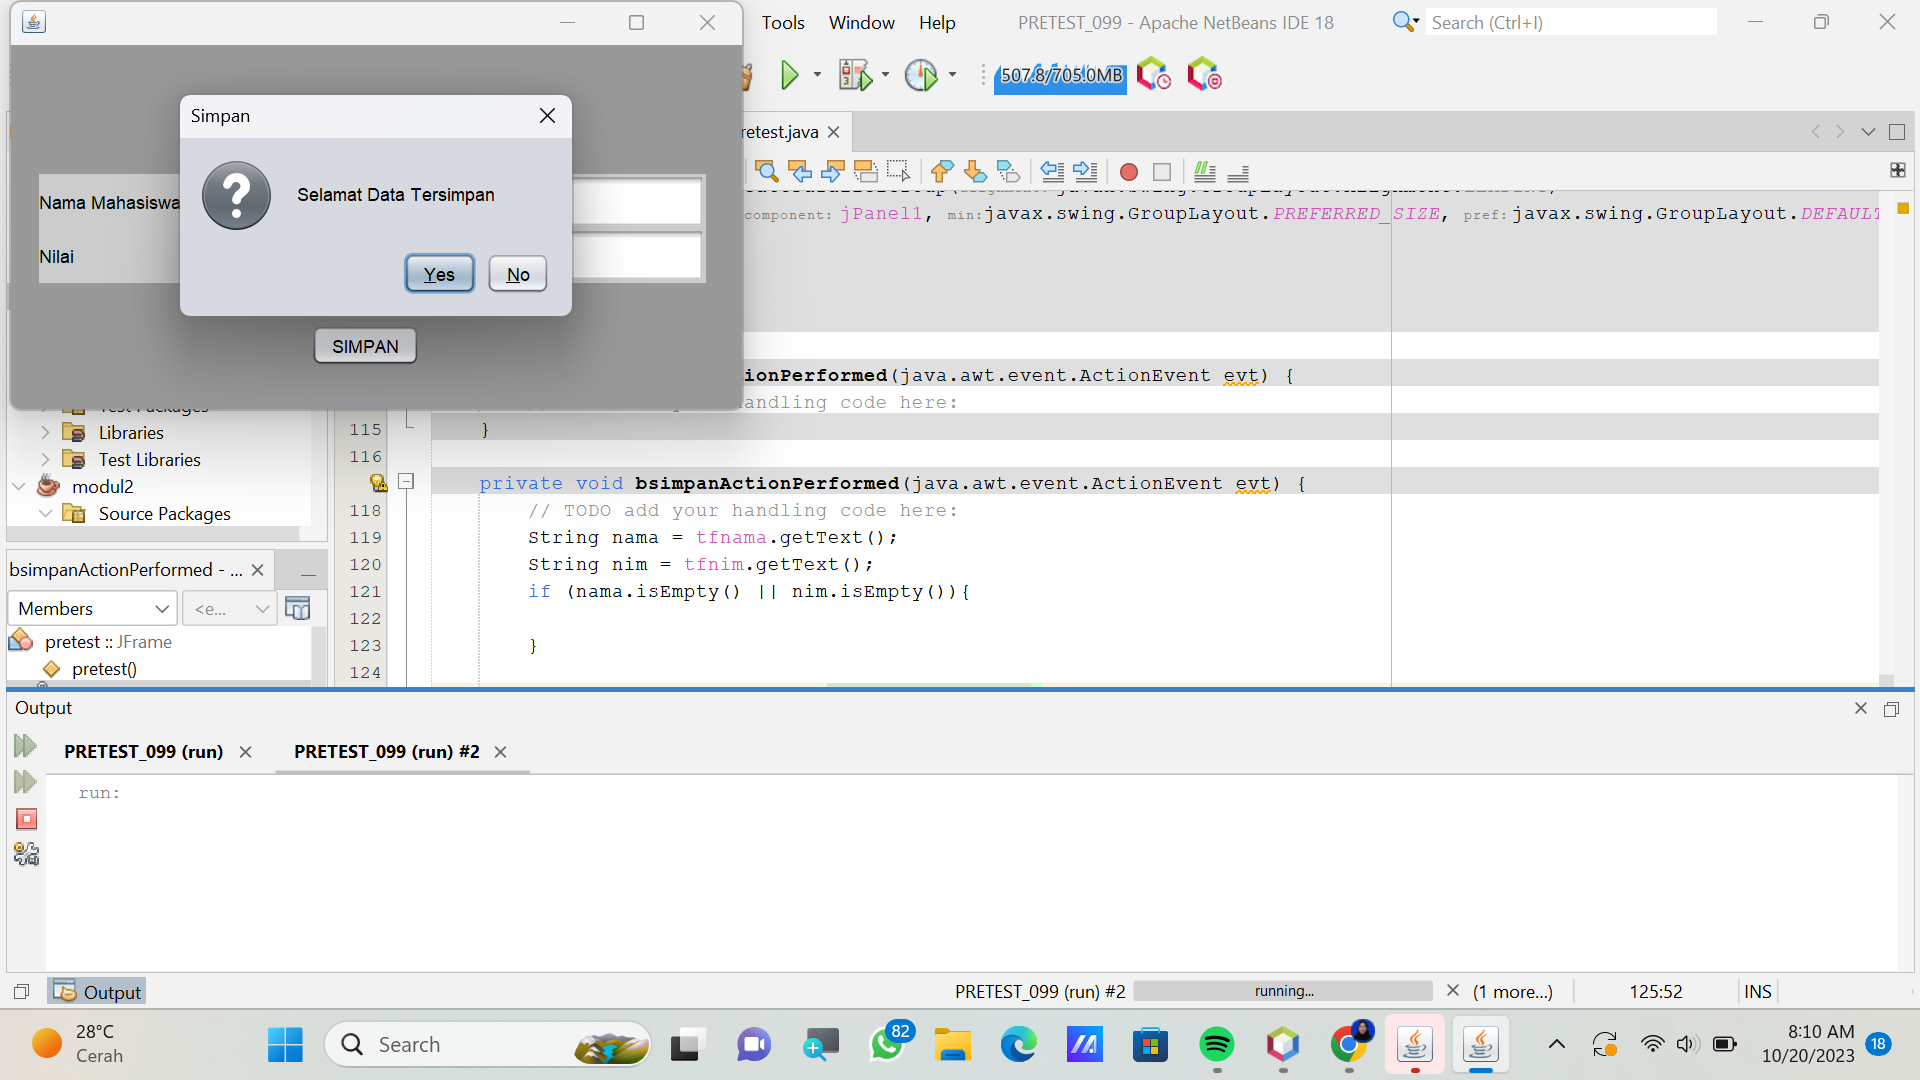 Tools Window Help PRETEST_099 - Apache NetBeans IDE 18 Search (Ctrl+I)
507.8/705.0MB
Simpan
Selamat Data Tersimpan
Yes No
Nama Mahasiswa
Nilai
SIMPAN
retest.java
component: jPanel1, min:javax.swing.GroupLayout.PREFERRED_SIZE, pref:javax.swing.GroupLayout.DEFAULT
ionPerformed(java.awt.event.ActionEvent evt) {
andling code here:
115 }
116
private void bsimpanActionPerformed(java.awt.event.ActionEvent evt) {
118 // TODO add your handling code here:
119 String nama = tfnama.getText();
120 String nim = tfnim.getText();
121 if (nama.isEmpty() || nim.isEmpty()){
122
123 }
124
Test Packages
Libraries
Test Libraries
modul2
Source Packages
bsimpanActionPerformed - ...
Members <e...
pretest :: JFrame
pretest()
Output
PRETEST_099 (run) PRETEST_099 (run) #2
run:
Output PRETEST_099 (run) #2 running... (1 more...) 125:52 INS
28°C
Cerah
Search
82
8:10 AM
10/20/2023
18